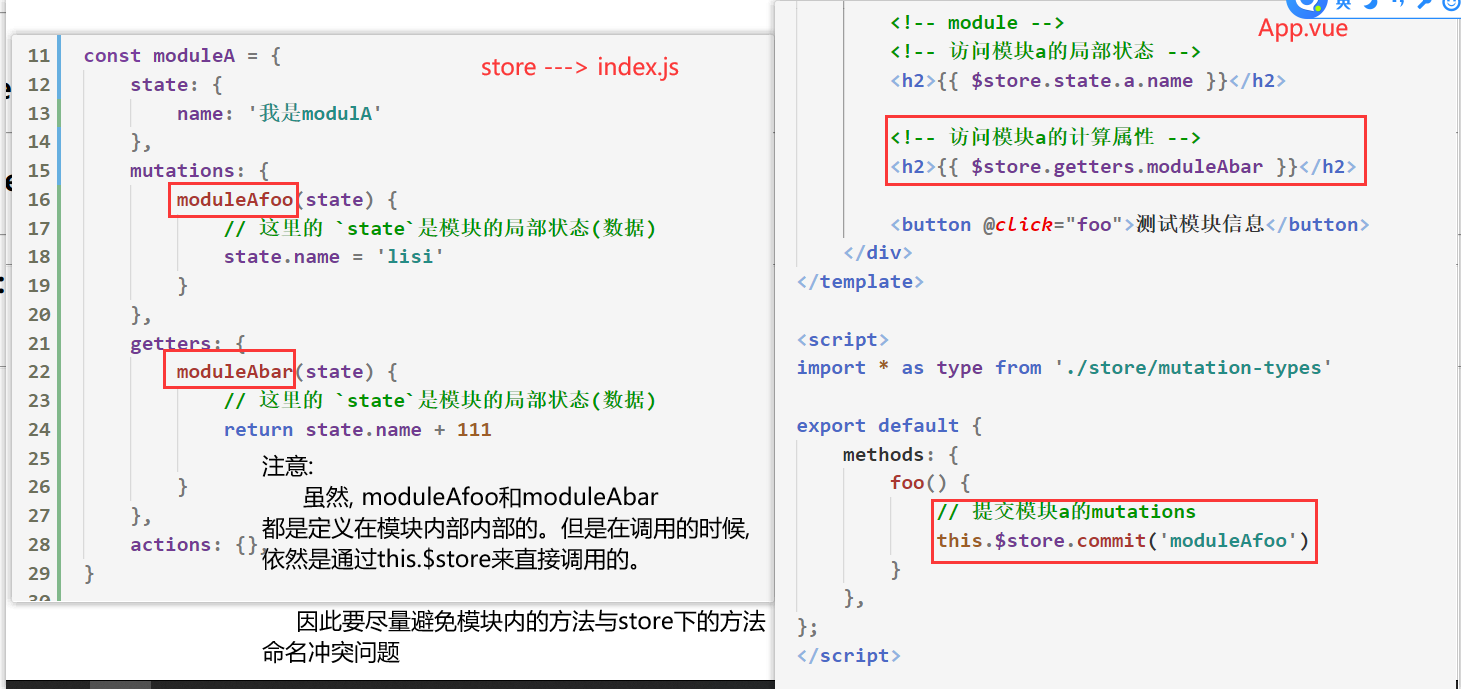 11 const moduleA = {
store ---> index.js
12 state: {
13 name: '我是modulA'
14 },
15 mutations: {
16 moduleAfoo(state) {
17 // 这里的 `state`是模块的局部状态(数据)
18 state.name = 'lisi'
19 }
20 },
21 getters: {
22 moduleAbar(state) {
23 // 这里的 `state`是模块的局部状态(数据)
24 return state.name + 111
25
26 }
27 },
28 actions: {},
29 }
30
注意:
虽然, moduleAfoo和moduleAbar
都是定义在模块内部内部的。但是在调用的时候,
依然是通过this.$store来直接调用的。
因此要尽量避免模块内的方法与store下的方法
命名冲突问题
英
App.vue
<!-- module -->
<!-- 访问模块a的局部状态 -->
<h2>{{ $store.state.a.name }}</h2>
<!-- 访问模块a的计算属性 -->
<h2>{{ $store.getters.moduleAbar }}</h2>
<button @click="foo">测试模块信息</button>
</div>
</template>
<script>
import * as type from './store/mutation-types'
export default {
methods: {
foo() {
// 提交模块a的mutations
this.$store.commit('moduleAfoo')
}
},
};
</script>